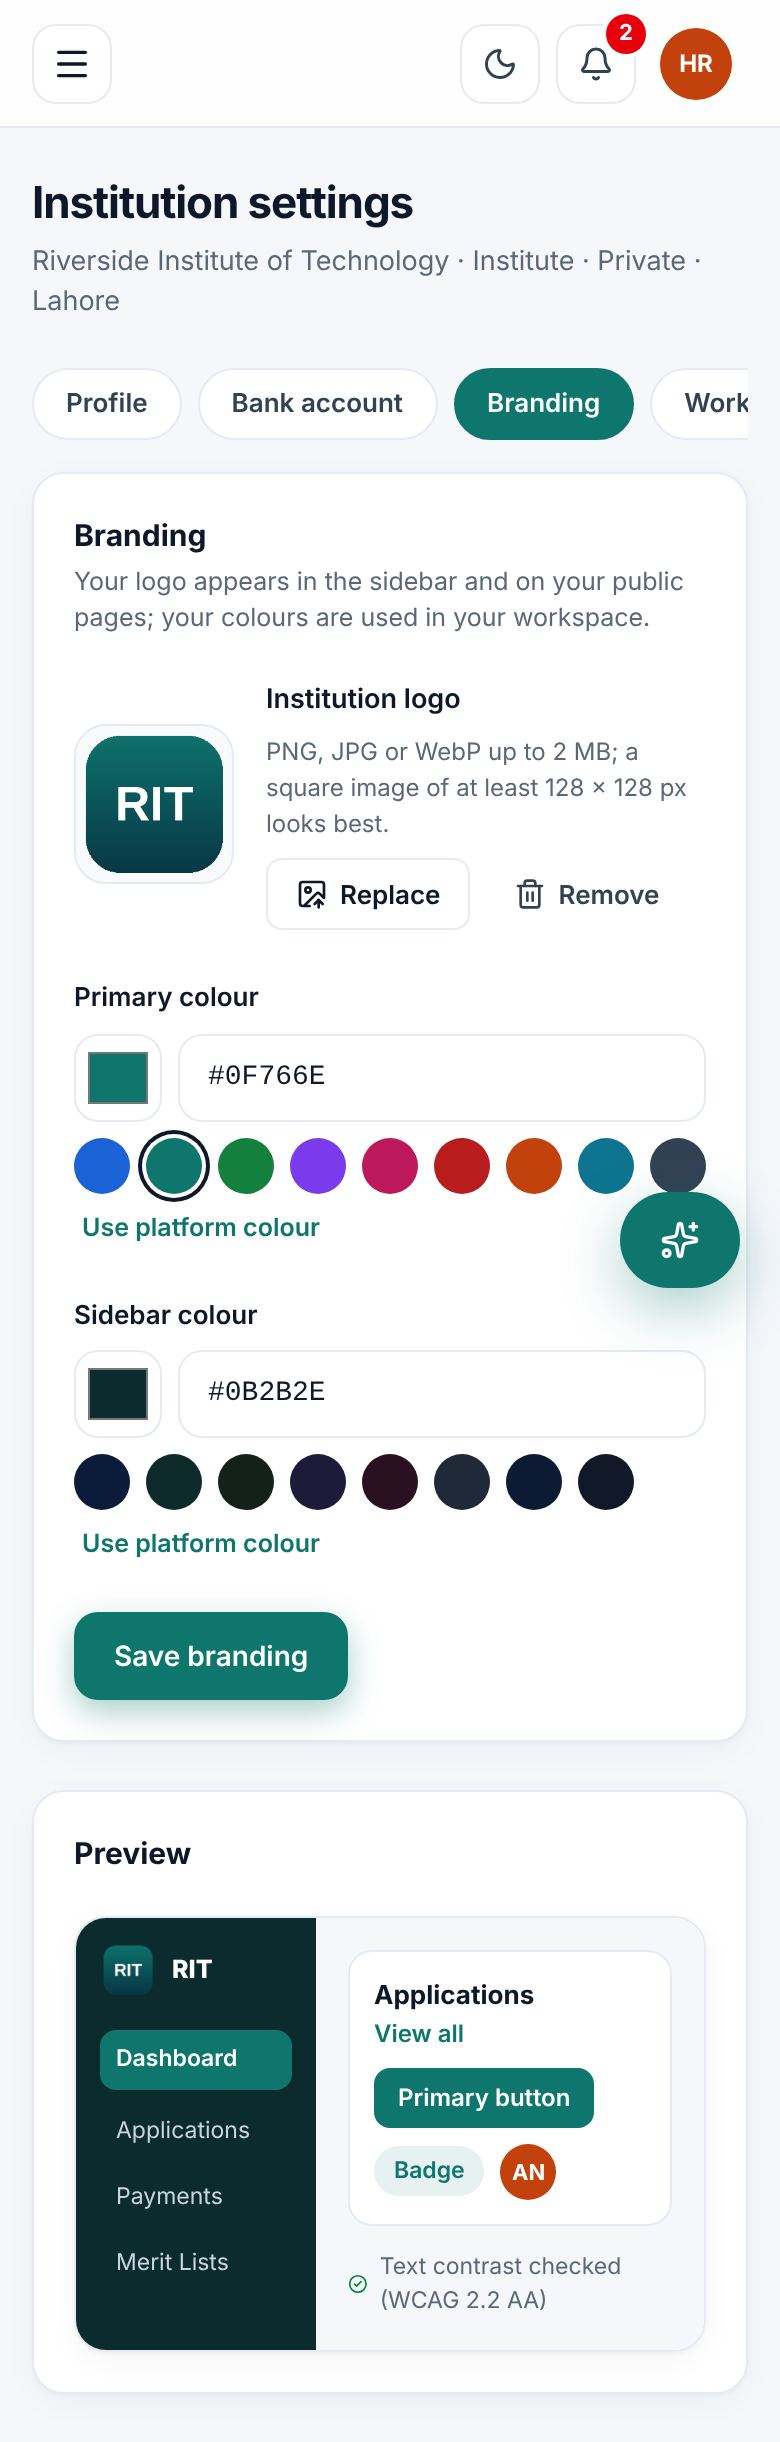 2
HR
Institution settings
Riverside Institute of Technology · Institute · Private ·
Lahore
Profile
Bank account
Branding
Work
Branding
Your logo appears in the sidebar and on your public
pages; your colours are used in your workspace.
Institution logo
PNG, JPG or WebP up to 2 MB; a
square image of at least 128 × 128 px
looks best.
RIT
Replace
Remove
Primary colour
#0F766E
Use platform colour
Sidebar colour
#0B2B2E
Use platform colour
Save branding
Preview
RIT
RIT
Dashboard
Applications
Payments
Merit Lists
Applications
View all
Primary button
Badge
AN
Text contrast checked
(WCAG 2.2 AA)